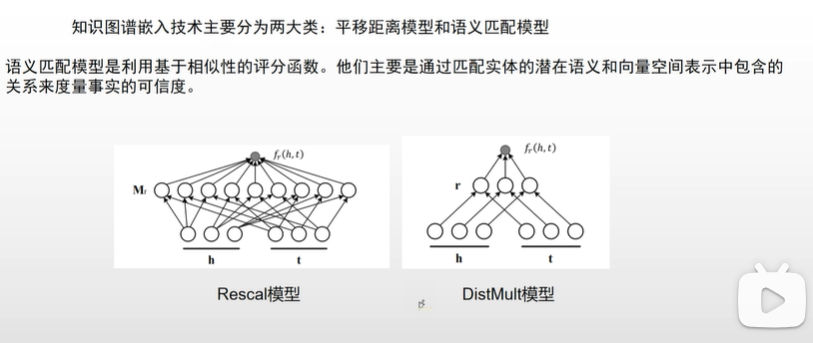 知识图谱嵌入技术主要分为两大类：平移距离模型和语义匹配模型
语义匹配模型是利用基于相似性的评分函数。他们主要是通过匹配实体的潜在语义和向量空间表示中包含的
关系来度量事实的可信度。
fᵣ(h,t)
Mᵣ
h t
Rescal模型
fᵣ(h,t)
r
h t
DistMult模型